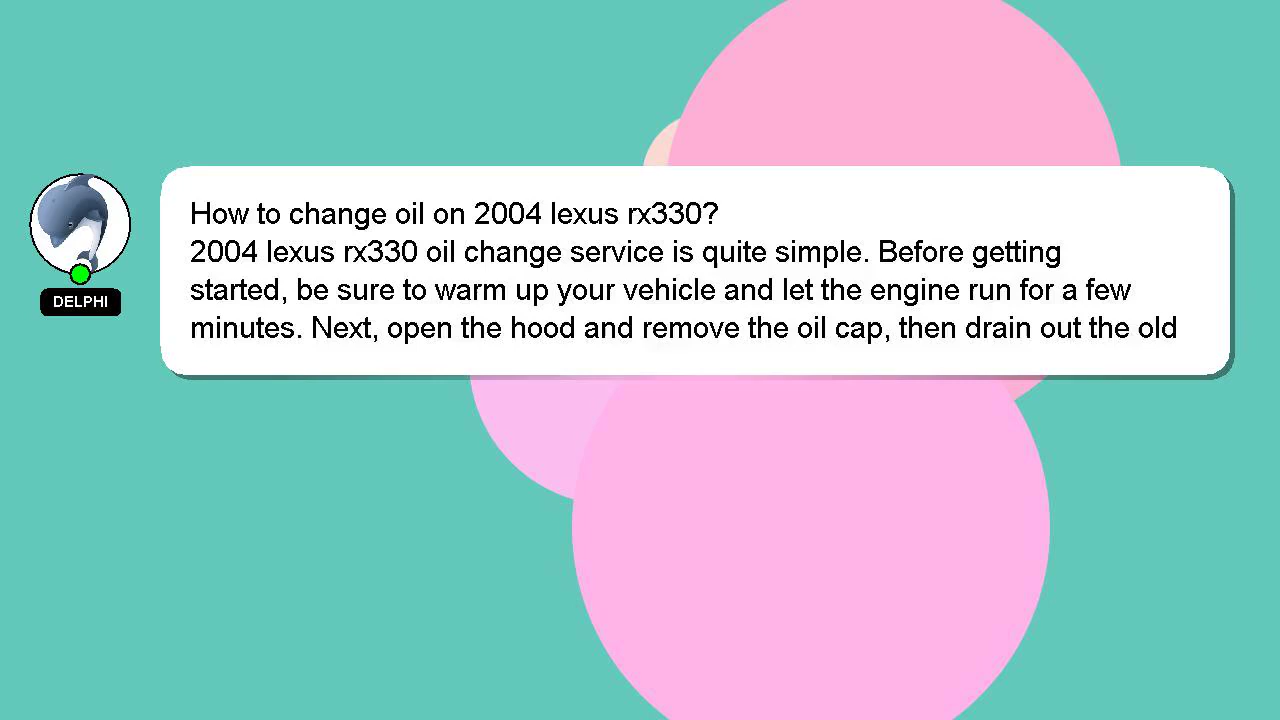 How to change oil on 2004 lexus rx330?
2004 lexus rx330 oil change service is quite simple. Before getting
started, be sure to warm up your vehicle and let the engine run for a few
minutes. Next, open the hood and remove the oil cap, then drain out the old
DELPHI